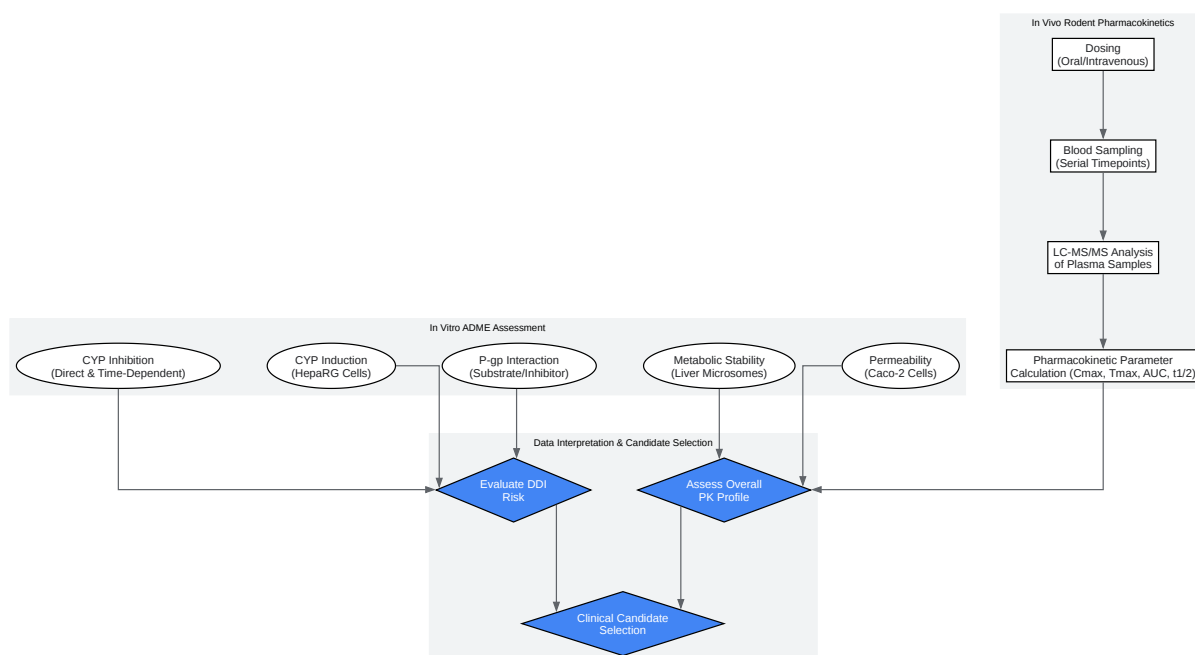 In Vivo Rodent Pharmacokinetics
Dosing
(Oral/Intravenous)
Blood Sampling
(Serial Timepoints)
LC-MS/MS Analysis
of Plasma Samples
Pharmacokinetic Parameter
Calculation (Cmax, Tmax, AUC, t1/2)
In Vitro ADME Assessment
CYP Inhibition
(Direct & Time-Dependent)
CYP Induction
(HepaRG Cells)
P-gp Interaction
(Substrate/Inhibitor)
Metabolic Stability
(Liver Microsomes)
Permeability
(Caco-2 Cells)
Data Interpretation & Candidate Selection
Evaluate DDI
Risk
Assess Overall
PK Profile
Clinical Candidate
Selection